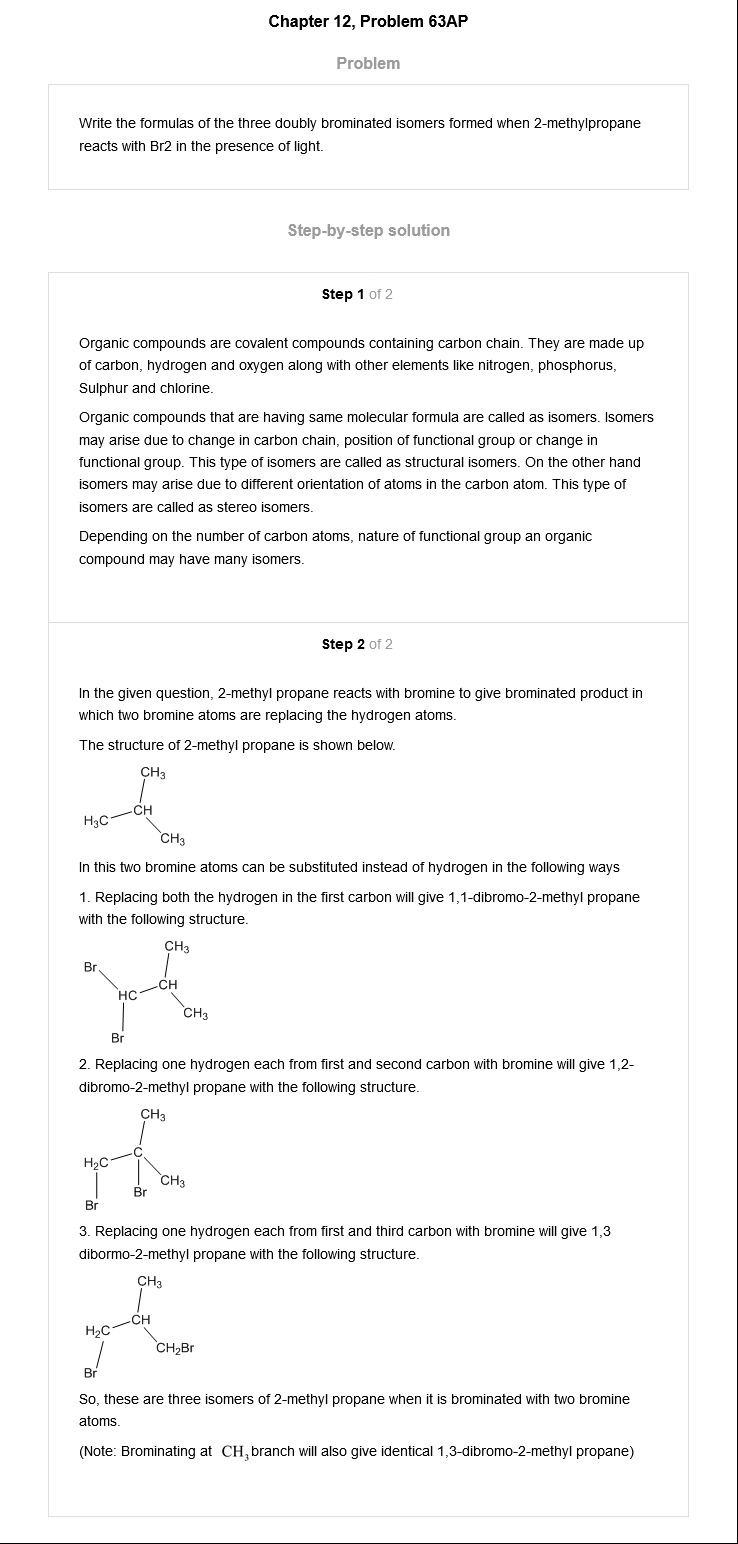 Chapter 12, Problem 63AP
Problem
Write the formulas of the three doubly brominated isomers formed when 2-methylpropane
reacts with Br2 in the presence of light.
Step-by-step solution
Step 1 of 2
Organic compounds are covalent compounds containing carbon chain. They are made up
of carbon, hydrogen and oxygen along with other elements like nitrogen, phosphorus,
Sulphur and chlorine.
Organic compounds that are having same molecular formula are called as isomers. Isomers
may arise due to change in carbon chain, position of functional group or change in
functional group. This type of isomers are called as structural isomers. On the other hand
isomers may arise due to different orientation of atoms in the carbon atom. This type of
isomers are called as stereo isomers.
Depending on the number of carbon atoms, nature of functional group an organic
compound may have many isomers.
Step 2 of 2
In the given question, 2-methyl propane reacts with bromine to give brominated product in
which two bromine atoms are replacing the hydrogen atoms.
The structure of 2-methyl propane is shown below.
CH₃
CH
H₃C
CH₃
In this two bromine atoms can be substituted instead of hydrogen in the following ways
1. Replacing both the hydrogen in the first carbon will give 1,1-dibromo-2-methyl propane
with the following structure.
CH₃
Br
CH
HC
CH₃
Br
2. Replacing one hydrogen each from first and second carbon with bromine will give 1,2-
dibromo-2-methyl propane with the following structure.
CH₃
C
H₂C
CH₃
Br
Br
3. Replacing one hydrogen each from first and third carbon with bromine will give 1,3
dibormo-2-methyl propane with the following structure.
CH₃
CH
H₂C
CH₂Br
Br
So, these are three isomers of 2-methyl propane when it is brominated with two bromine
atoms.
(Note: Brominating at CH₃ branch will also give identical 1,3-dibromo-2-methyl propane)